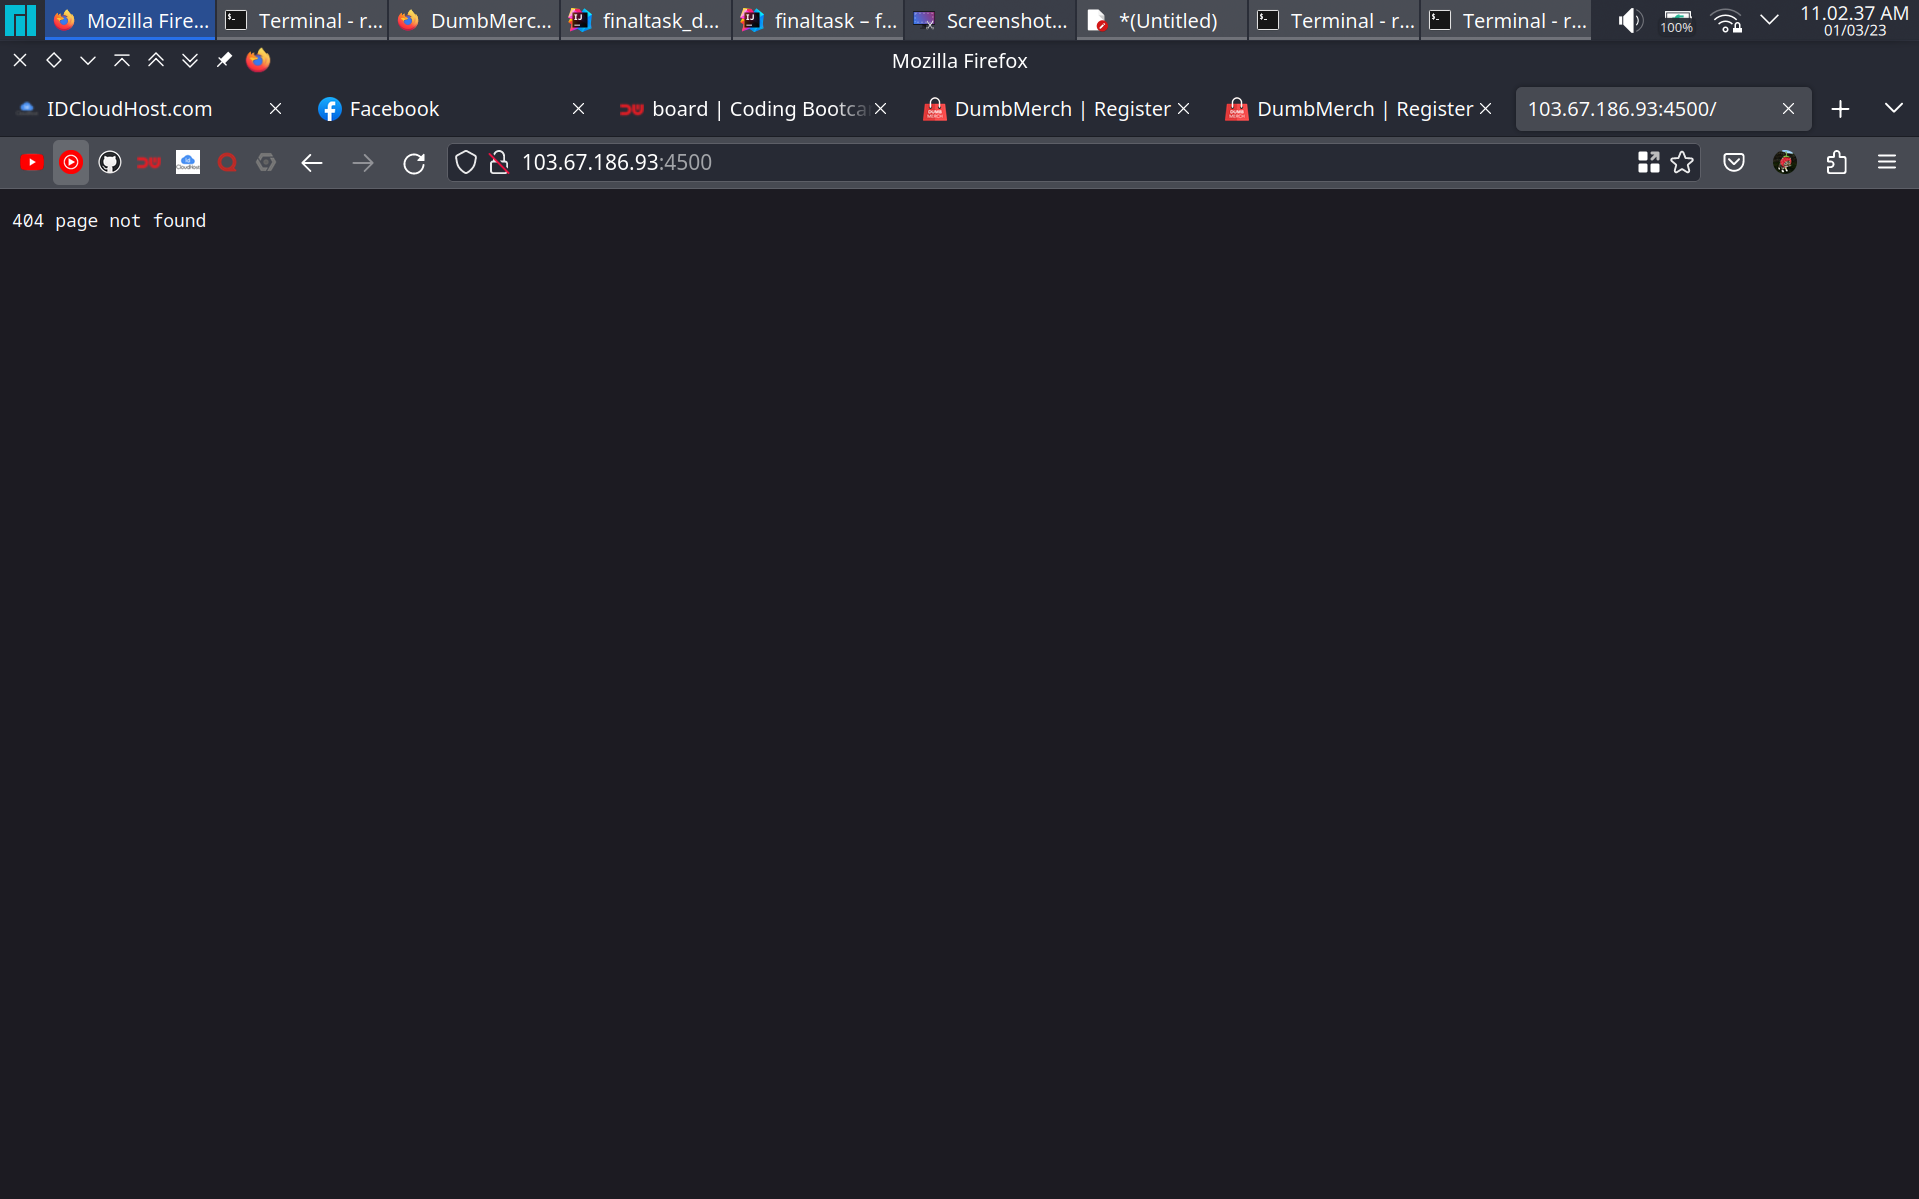 Mozilla Fire...
Terminal - r...
DumbMerc...
finaltask_d...
finaltask – f...
Screenshot...
*(Untitled)
Terminal - r...
Terminal - r...
100%
11.02.37 AM
01/03/23
Mozilla Firefox
IDCloudHost.com
Facebook
board | Coding Bootca
DumbMerch | Register
DumbMerch | Register
103.67.186.93:4500/
103.67.186.93:4500
404 page not found